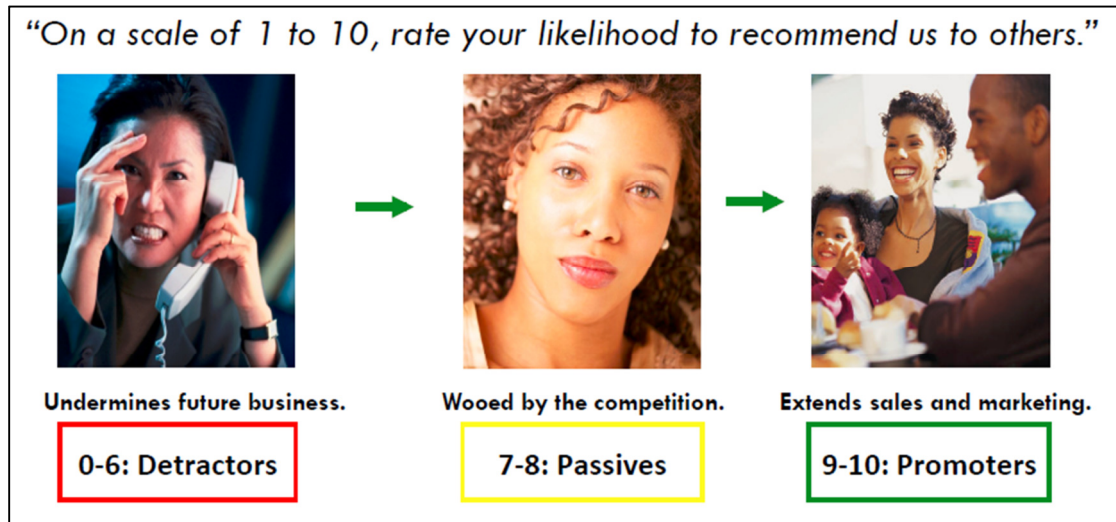 “On a scale of 1 to 10, rate your likelihood to recommend us to others.”
Undermines future business.
Wooed by the competition.
Extends sales and marketing.
0-6: Detractors
7-8: Passives
9-10: Promoters